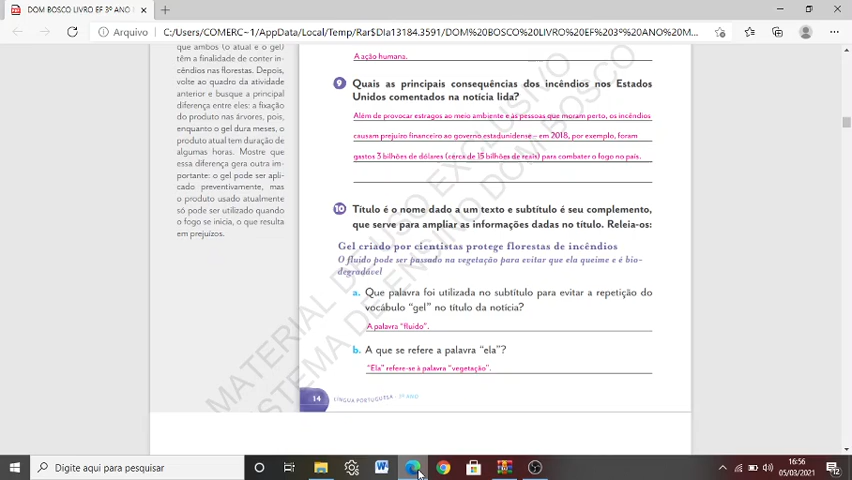 DOM BOSCO LIVRO EF 3º ANO
Arquivo
C:/Users/COMERC~1/AppData/Local/Temp/Rar$DIa13184.3591/DOM%20BOSCO%20LIVRO%20EF%203º%20ANO%20M...
que ambos (o atual e o gel)
têm a finalidade de conter in-
cêndios nas florestas. Depois,
volte ao quadro da atividade
anterior e busque a principal
diferença entre eles: a fixação
do produto nas árvores, pois,
enquanto o gel dura meses, o
produto atual tem duração de
algumas horas. Mostre que
essa diferença gera outra im-
portante: o gel pode ser apli-
cado preventivamente, mas
o produto usado atualmente
só pode ser utilizado quando
o fogo se inicia, o que resulta
em prejuízos.
A ação humana.
9 Quais as principais consequências dos incêndios nos Estados
Unidos comentados na notícia lida?
Além de provocar estragos ao meio ambiente e às pessoas que moram perto, os incêndios
causam prejuízo financeiro ao governo estadunidense – em 2018, por exemplo, foram
gastos 3 bilhões de dólares (cerca de 15 bilhões de reais) para combater o fogo no país.
10 Título é o nome dado a um texto e subtítulo é seu complemento,
que serve para ampliar as informações dadas no título. Releia-os:
Gel criado por cientistas protege florestas de incêndios
O fluido pode ser passado na vegetação para evitar que ela queime e é bio-
degradável
a. Que palavra foi utilizada no subtítulo para evitar a repetição do
vocábulo “gel” no título da notícia?
A palavra “fluido”.
b. A que se refere a palavra “ela”?
“Ela” refere-se à palavra “vegetação”.
14 LÍNGUA PORTUGUESA - 3º ANO
MATERIAL DE USO EXCLUSIVO
SISTEMA DE ENSINO DOM BOSCO
Digite aqui para pesquisar
16:56
05/03/2021
12